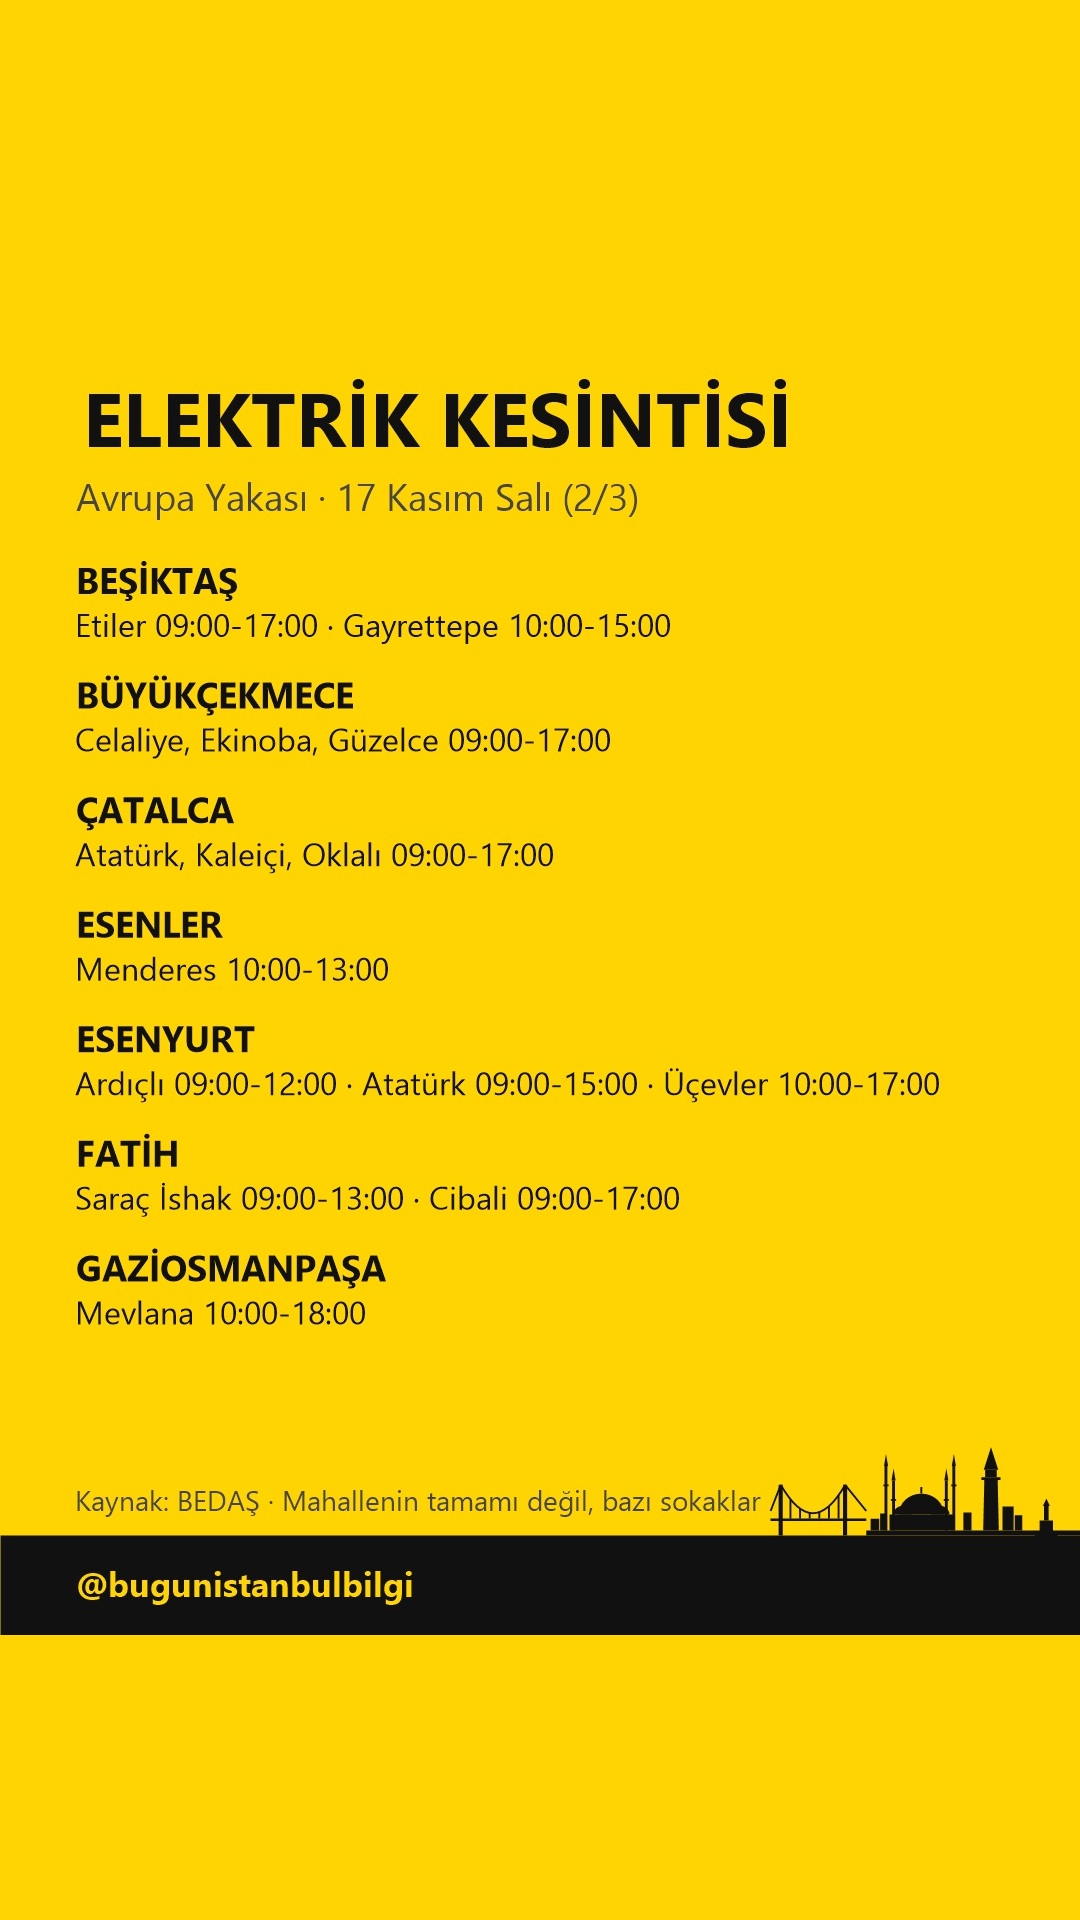 ELEKTRİK KESİNTİSİ
Avrupa Yakası · 17 Kasım Salı (2/3)
BEŞİKTAŞ
Etiler 09:00-17:00 · Gayrettepe 10:00-15:00
BÜYÜKÇEKMECE
Celaliye, Ekinoba, Güzelce 09:00-17:00
ÇATALCA
Atatürk, Kaleiçi, Oklalı 09:00-17:00
ESENLER
Menderes 10:00-13:00
ESENYURT
Ardıçlı 09:00-12:00 · Atatürk 09:00-15:00 · Üçevler 10:00-17:00
FATİH
Saraç İshak 09:00-13:00 · Cibali 09:00-17:00
GAZİOSMANPAŞA
Mevlana 10:00-18:00
Kaynak: BEDAŞ · Mahallenin tamamı değil, bazı sokaklar
@bugunistanbulbilgi